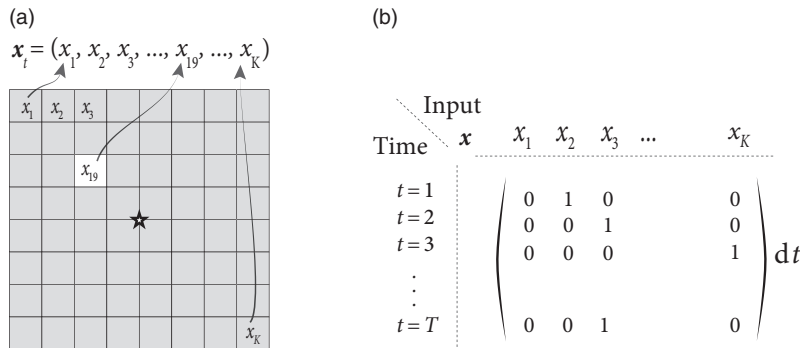 (a)
x_t = (x_1, x_2, x_3, ..., x_19, ..., x_K)
x_1 x_2 x_3
x_19
x_K
(b)
Input
Time x x_1 x_2 x_3 ... x_K
t = 1 0 1 0 0
t = 2 0 0 1 0
t = 3 0 0 0 1
dt
.
.
.
t = T 0 0 1 0